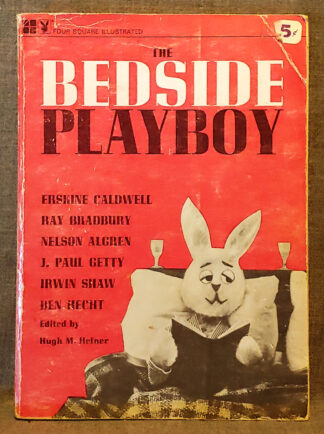 FOUR SQUARE ILLUSTRATED
5/-
THE
BEDSIDE
PLAYBOY
ERSKINE CALDWELL
RAY BRADBURY
NELSON ALGREN
J. PAUL GETTY
IRWIN SHAW
BEN HECHT
Edited by
Hugh M. Hefner